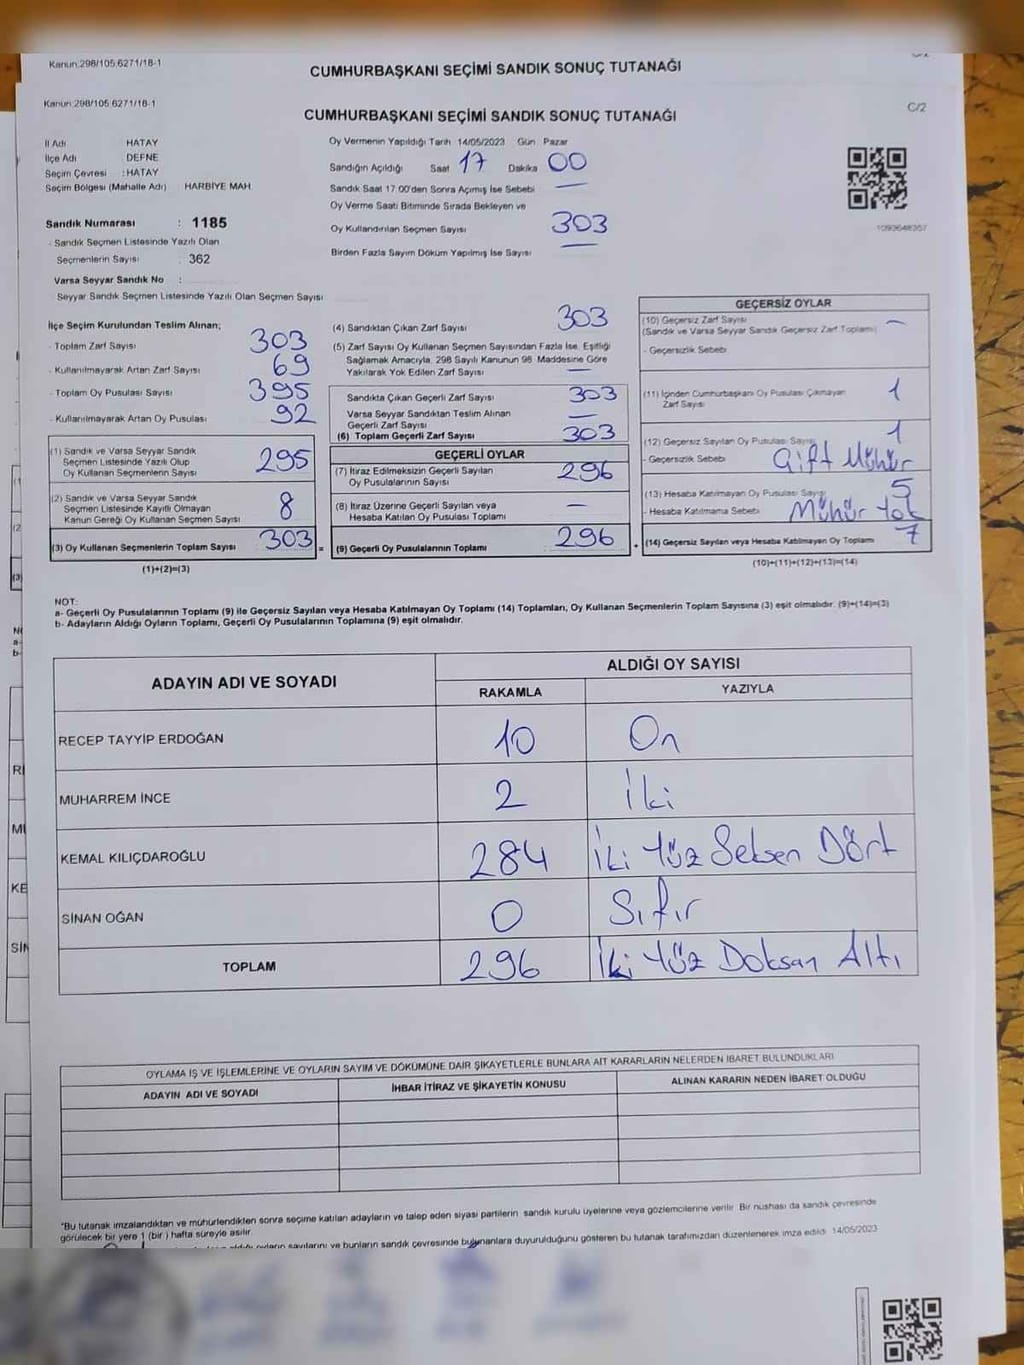 Kanun:298/105 6271/18-1
CUMHURBAŞKANI SEÇİMİ SANDIK SONUÇ TUTANAĞI
Kanun:298/105 6271/18-1
C/2
CUMHURBAŞKANI SEÇİMİ SANDIK SONUÇ TUTANAĞI
İl Adı HATAY
İlçe Adı DEFNE
Seçim Çevresi : HATAY
Seçim Bölgesi (Mahalle Adı) HARBİYE MAH.
Sandık Numarası : 1185
- Sandık Seçmen Listesinde Yazılı Olan
Seçmenlerin Sayısı : 362
Varsa Seyyar Sandık No :
Seyyar Sandık Seçmen Listesinde Yazılı Olan Seçmen Sayısı
Oy Vermenin Yapıldığı Tarih 14/05/2023 Gün Pazar
Sandığın Açıldığı Saat 17 Dakika 00
Sandık Saat 17:00'den Sonra Açımış İse Sebebi —
Oy Verme Saati Bitiminde Sırada Bekleyen ve
Oy Kullandırılan Seçmen Sayısı 303
Birden Fazla Sayım Döküm Yapılmış İse Sayısı —
1093648357
İlçe Seçim Kurulundan Teslim Alınan;
- Toplam Zarf Sayısı 303
- Kullanılmayarak Artan Zarf Sayısı 69
- Toplam Oy Pusulası Sayısı 395
- Kullanılmayarak Artan Oy Pusulası 92
(1) Sandık ve Varsa Seyyar Sandık
Seçmen Listesinde Yazılı Olup
Oy Kullanan Seçmenlerin Sayısı 295
(2) Sandık ve Varsa Seyyar Sandık
Seçmen Listesinde Kayıtlı Olmayan
Kanun Gereği Oy Kullanan Seçmen Sayısı 8
(3) Oy Kullanan Seçmenlerin Toplam Sayısı 303 =
(1)+(2)=(3)
(4) Sandıktan Çıkan Zarf Sayısı 303
(5) Zarf Sayısı Oy Kullanan Seçmen Sayısından Fazla İse, Eşitliği
Sağlamak Amacıyla, 298 Sayılı Kanunun 98. Maddesine Göre
Yakılarak Yok Edilen Zarf Sayısı —
Sandıkta Çıkan Geçerli Zarf Sayısı 303
Varsa Seyyar Sandıktan Teslim Alınan
Geçerli Zarf Sayısı —
(6) Toplam Geçerli Zarf Sayısı 303
GEÇERLİ OYLAR
(7) İtiraz Edilmeksizin Geçerli Sayılan
Oy Pusulalarının Sayısı 296
(8) İtiraz Üzerine Geçerli Sayılan veya
Hesaba Katılan Oy Pusulası Toplamı —
(9) Geçerli Oy Pusulalarının Toplamı 296 +
GEÇERSİZ OYLAR
(10) Geçersiz Zarf Sayısı —
(Sandık ve Varsa Seyyar Sandık Geçersiz Zarf Toplamı)
- Geçersizlik Sebebi
(11) İçinden Cumhurbaşkanı Oy Pusulası Çıkmayan
Zarf Sayısı 1
(12) Geçersiz Sayılan Oy Pusulası Sayısı 1
- Geçersizlik Sebebi Çift Mühür
(13) Hesaba Katılmayan Oy Pusulası Sayısı 5
- Hesaba Katılmama Sebebi Mühür Yok
(14) Geçersiz Sayılan veya Hesaba Katılmayan Oy Toplamı 7
(10)+(11)+(12)+(13)=(14)
NOT:
a- Geçerli Oy Pusulalarının Toplamı (9) ile Geçersiz Sayılan veya Hesaba Katılmayan Oy Toplamı (14) Toplamları, Oy Kullanan Seçmenlerin Toplam Sayısına (3) eşit olmalıdır. (9)+(14)=(3)
b- Adayların Aldığı Oyların Toplamı, Geçerli Oy Pusulalarının Toplamına (9) eşit olmalıdır.
ADAYIN ADI VE SOYADI
ALDIĞI OY SAYISI
RAKAMLA YAZIYLA
RECEP TAYYİP ERDOĞAN 10 On
MUHARREM İNCE 2 İki
KEMAL KILIÇDAROĞLU 284 İki Yüz Seksen Dört
SİNAN OĞAN 0 Sıfır
TOPLAM 296 İki Yüz Doksan Altı
OYLAMA İŞ VE İŞLEMLERİNE VE OYLARIN SAYIM VE DÖKÜMÜNE DAİR ŞİKAYETLERLE BUNLARA AİT KARARLARIN NELERDEN İBARET BULUNDUKLARI
ADAYIN ADI VE SOYADI İHBAR İTİRAZ VE ŞİKAYETİN KONUSU ALINAN KARARIN NEDEN İBARET OLDUĞU
"Bu tutanak imzalandıktan ve mühürlendikten sonra seçime katılan adayların ve talep eden siyasi partilerin sandık kurulu üyelerine veya gözlemcilerine verilir. Bir nushası da sandık çevresinde
görülecek bir yere 1 (bir) hafta süreyle asılır.
oyların sayılarını ve bunların sandık çevresinde bulunanlara duyurulduğunu gösteren bu tutanak tarafımızdan düzenlenerek imza edildi. 14/05/2023